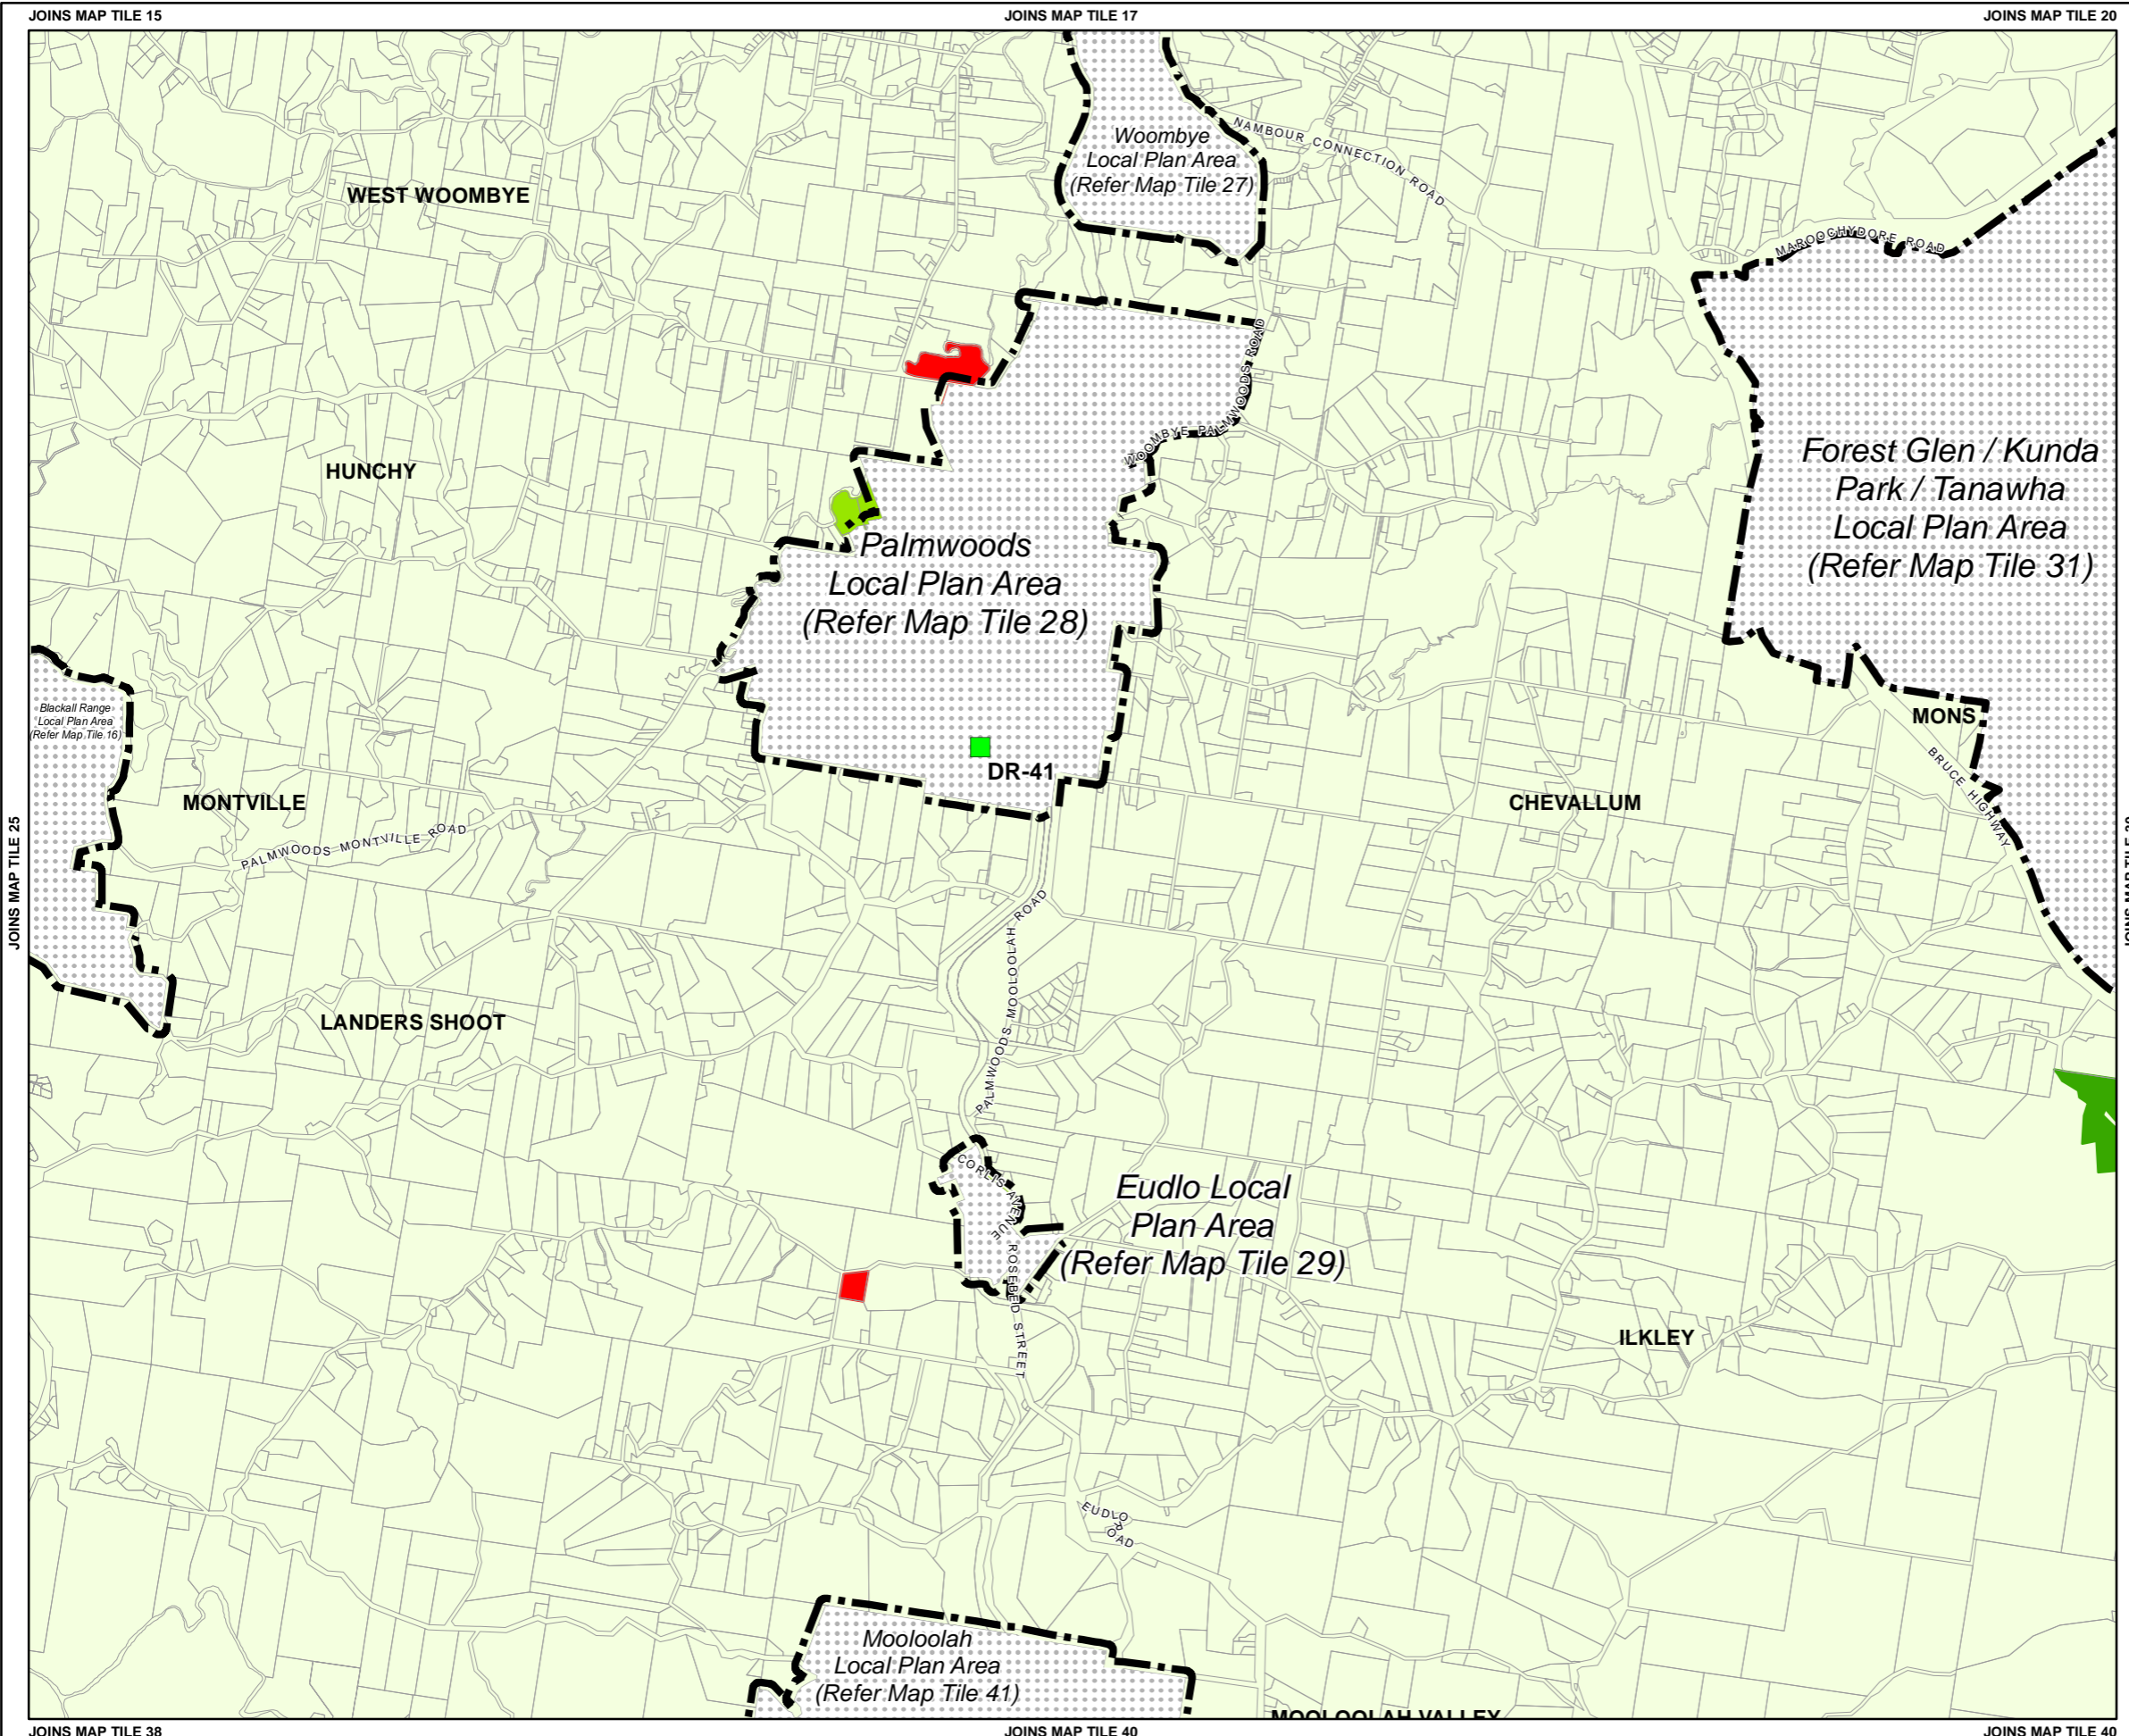 JOINS MAP TILE 15
JOINS MAP TILE 17
JOINS MAP TILE 20
Woombye
Local Plan Area
(Refer Map Tile 27)
NAMBOUR CONNECTION ROAD
WEST WOOMBYE
MAROOCHYDORE ROAD
WOOMBYE PALMWOODS ROAD
HUNCHY
Forest Glen / Kunda
Park / Tanawha
Local Plan Area
(Refer Map Tile 31)
Palmwoods
Local Plan Area
(Refer Map Tile 28)
Blackall Range
Local Plan Area
(Refer Map Tile 16)
MONS
BRUCE HIGHWAY
DR-41
MONTVILLE
CHEVALLUM
PALMWOODS MONTVILLE ROAD
JOINS MAP TILE 25
PALMWOODS MOOLOOLAH ROAD
LANDERS SHOOT
CORLIS AVENUE
Eudlo Local
Plan Area
(Refer Map Tile 29)
ROSEBED STREET
ILKLEY
EUDLO ROAD
Mooloolah
Local Plan Area
(Refer Map Tile 41)
MOOLOOLAH VALLEY
JOINS MAP TILE 38
JOINS MAP TILE 40
JOINS MAP TILE 40